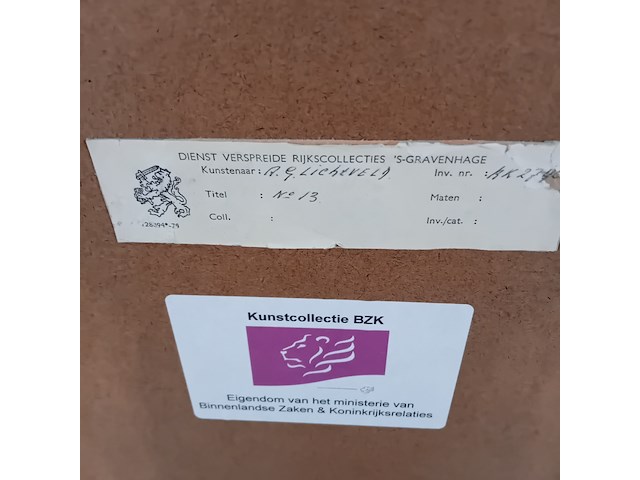 DIENST VERSPREIDE RIJKSCOLLECTIES 'S-GRAVENHAGE
Kunstenaar : R. G. LICHTVELD Inv. nr. :
Titel : No 13 Maten :
Coll. : Inv./cat. :
Kunstcollectie BZK
Eigendom van het ministerie van
Binnenlandse Zaken & Koninkrijksrelaties